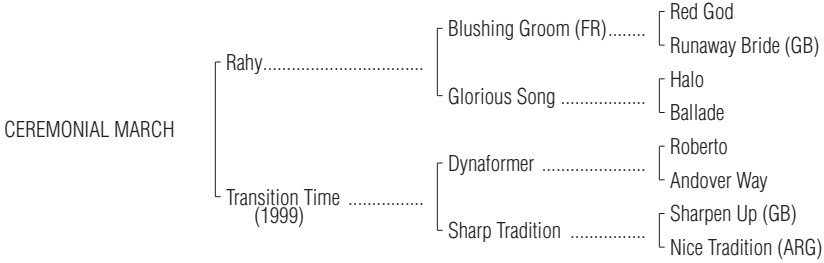 Red God
Blushing Groom (FR)........
Runaway Bride (GB)
Rahy.................................
Halo
Glorious Song ..................
Ballade
CEREMONIAL MARCH
Roberto
Dynaformer ......................
Andover Way
Transition Time ................
(1999)
Sharpen Up (GB)
Sharp Tradition ................
Nice Tradition (ARG)